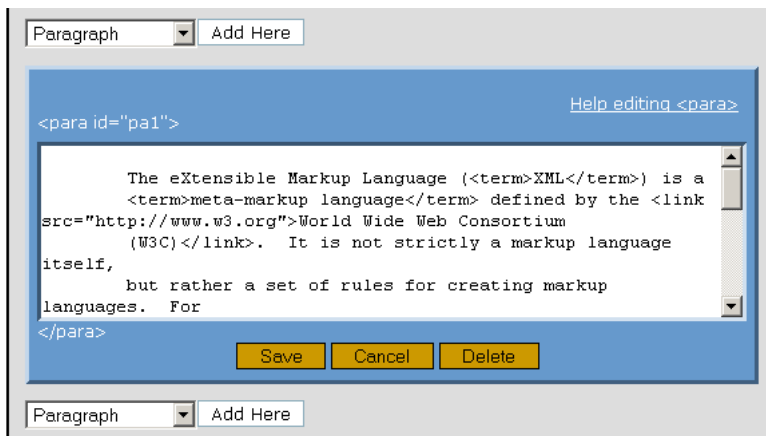 Paragraph Add Here
Help editing <para>
<para id="pa1">
The eXtensible Markup Language (<term>XML</term>) is a
<term>meta-markup language</term> defined by the <link
src="http://www.w3.org">World Wide Web Consortium
(W3C)</link>.  It is not strictly a markup language
itself,
but rather a set of rules for creating markup
languages.  For
</para>
Save Cancel Delete
Paragraph Add Here